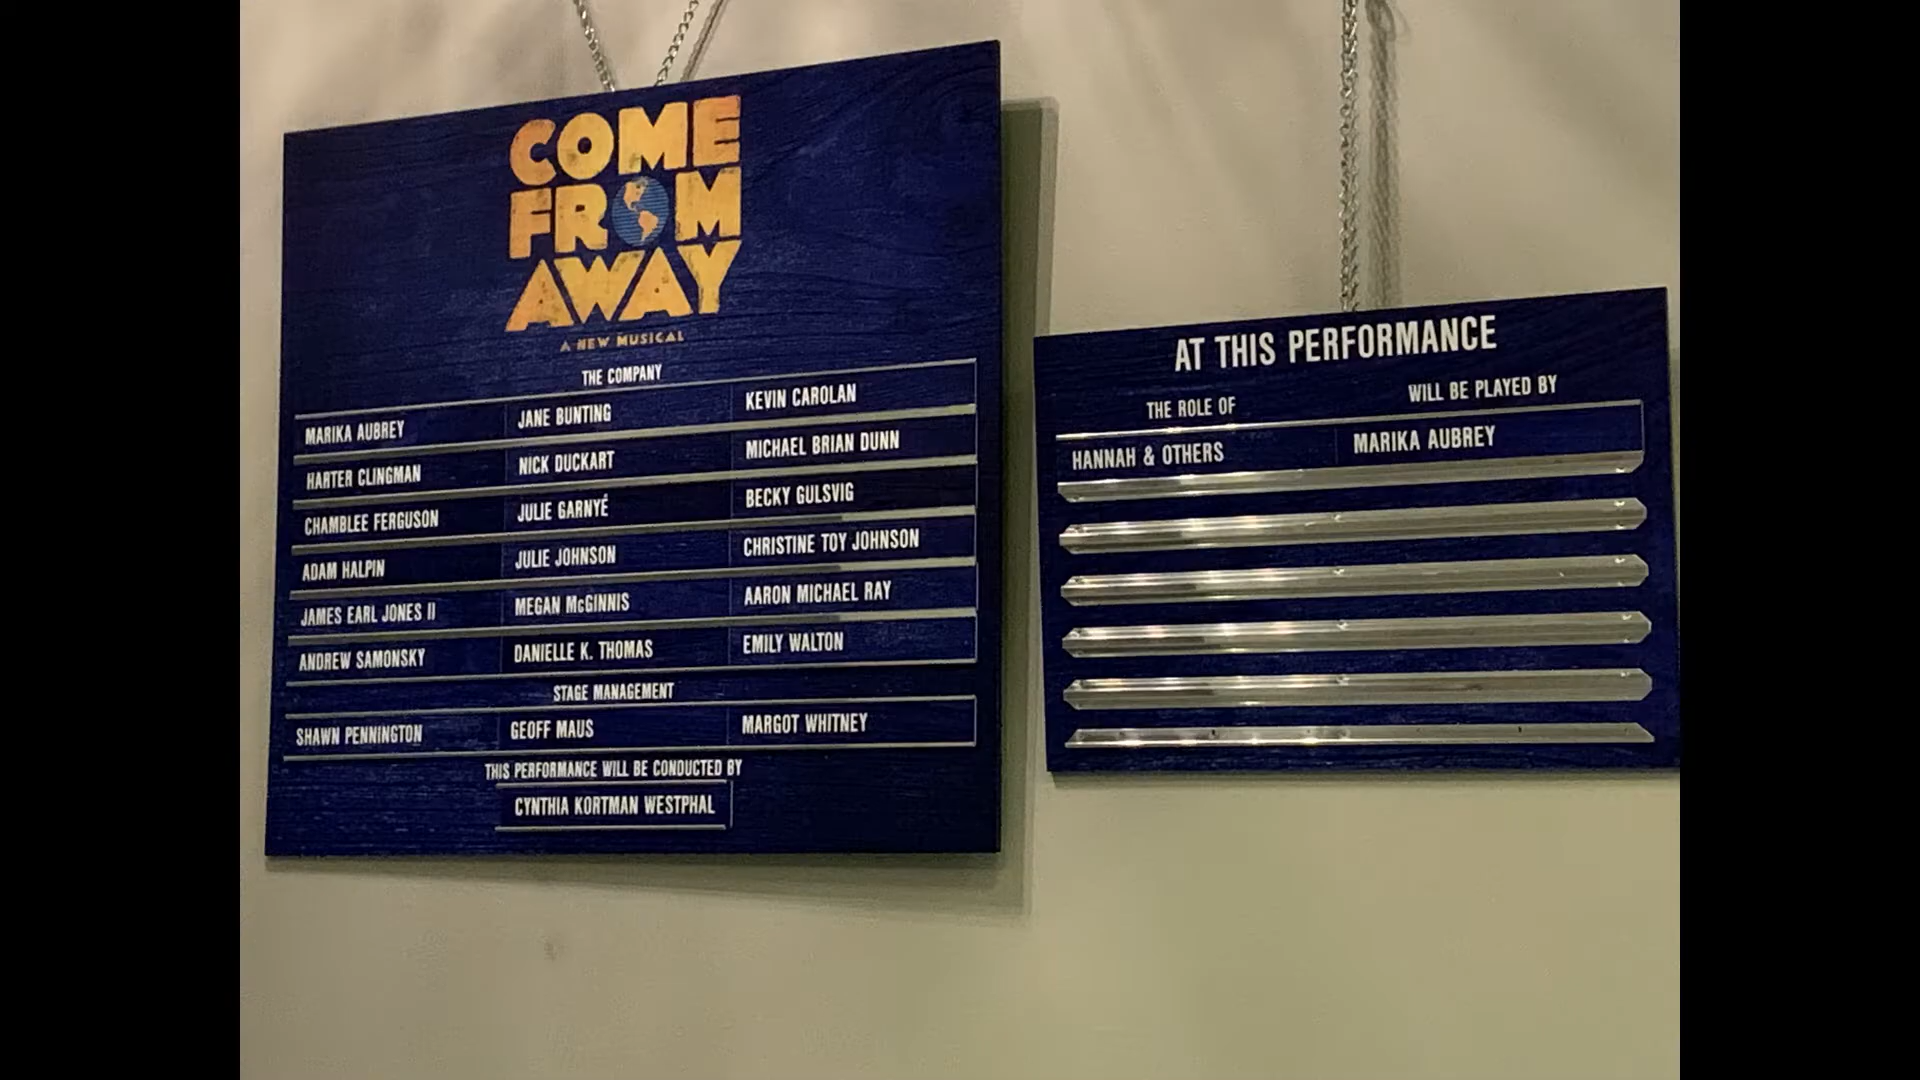 COME
FROM
AWAY
A NEW MUSICAL
THE COMPANY
MARIKA AUBREY JANE BUNTING KEVIN CAROLAN
HARTER CLINGMAN NICK DUCKART MICHAEL BRIAN DUNN
CHAMBLEE FERGUSON JULIE GARNYÉ BECKY GULSVIG
ADAM HALPIN JULIE JOHNSON CHRISTINE TOY JOHNSON
JAMES EARL JONES II MEGAN McGINNIS AARON MICHAEL RAY
ANDREW SAMONSKY DANIELLE K. THOMAS EMILY WALTON
STAGE MANAGEMENT
SHAWN PENNINGTON GEOFF MAUS MARGOT WHITNEY
THIS PERFORMANCE WILL BE CONDUCTED BY
CYNTHIA KORTMAN WESTPHAL
AT THIS PERFORMANCE
THE ROLE OF WILL BE PLAYED BY
HANNAH & OTHERS MARIKA AUBREY